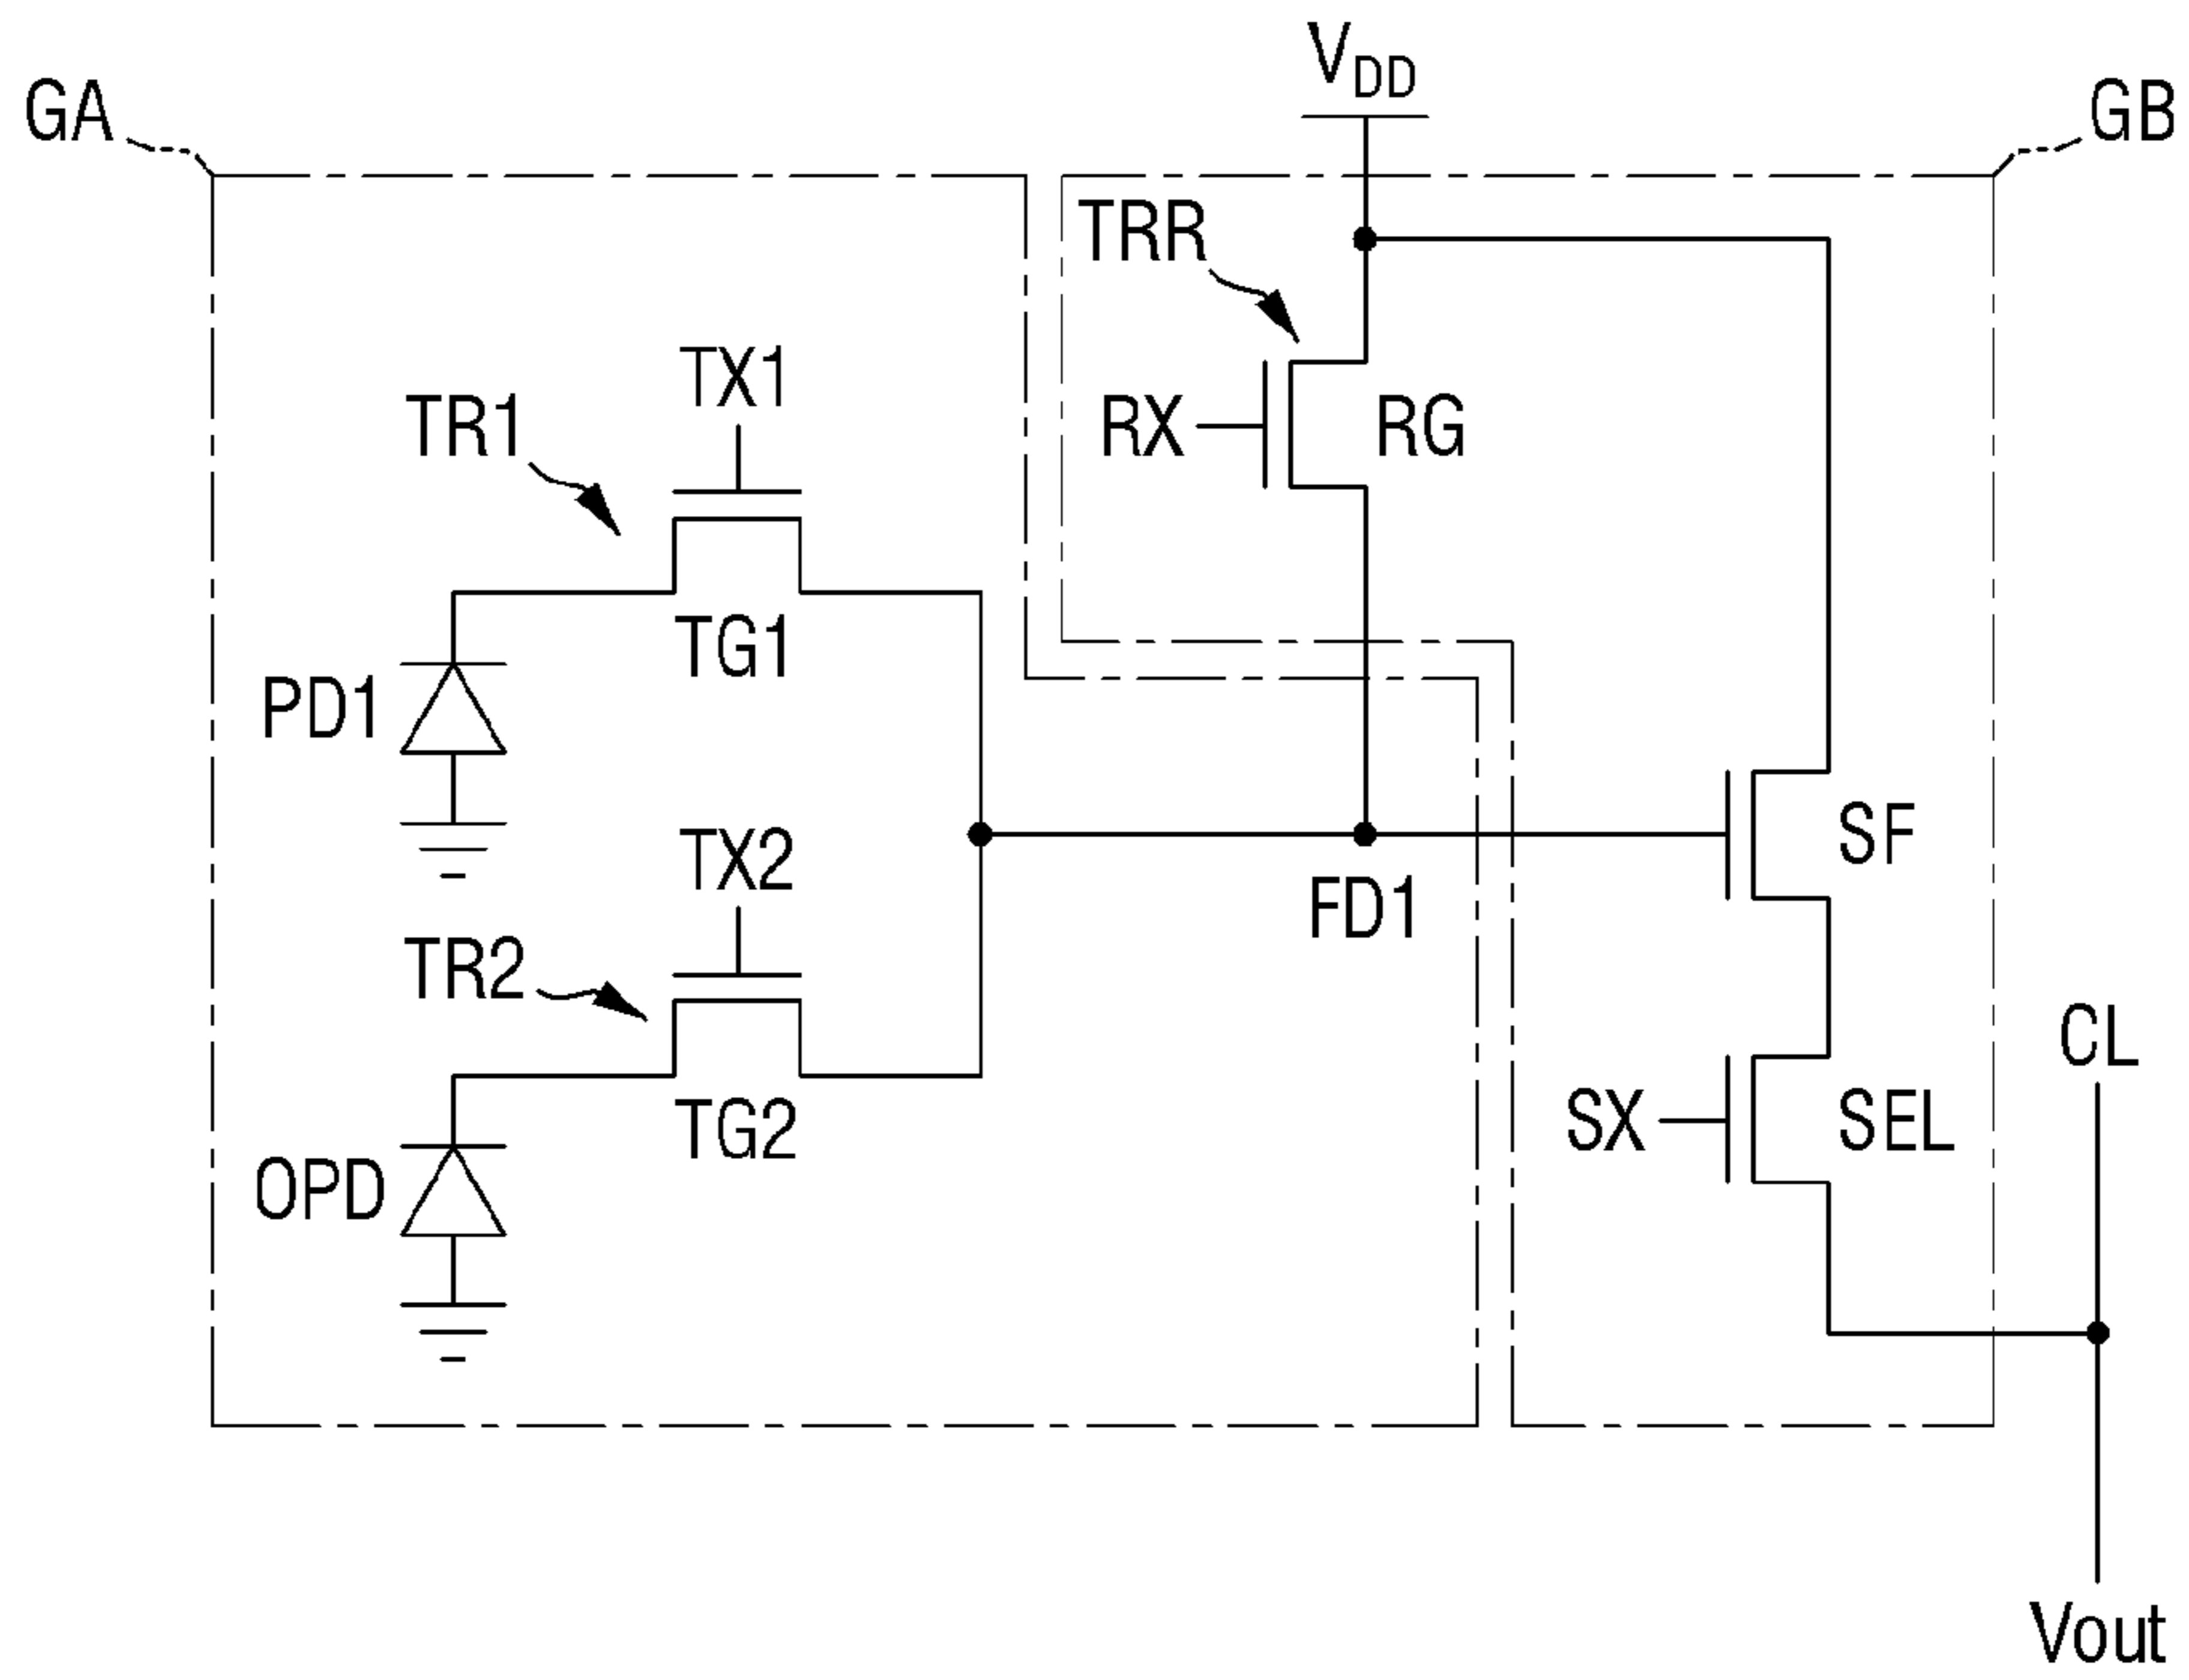 V_DD
GA
GB
TRR
TX1
TR1
RX
RG
TG1
PD1
TX2
SF
FD1
TR2
CL
TG2
SX
SEL
OPD
Vout